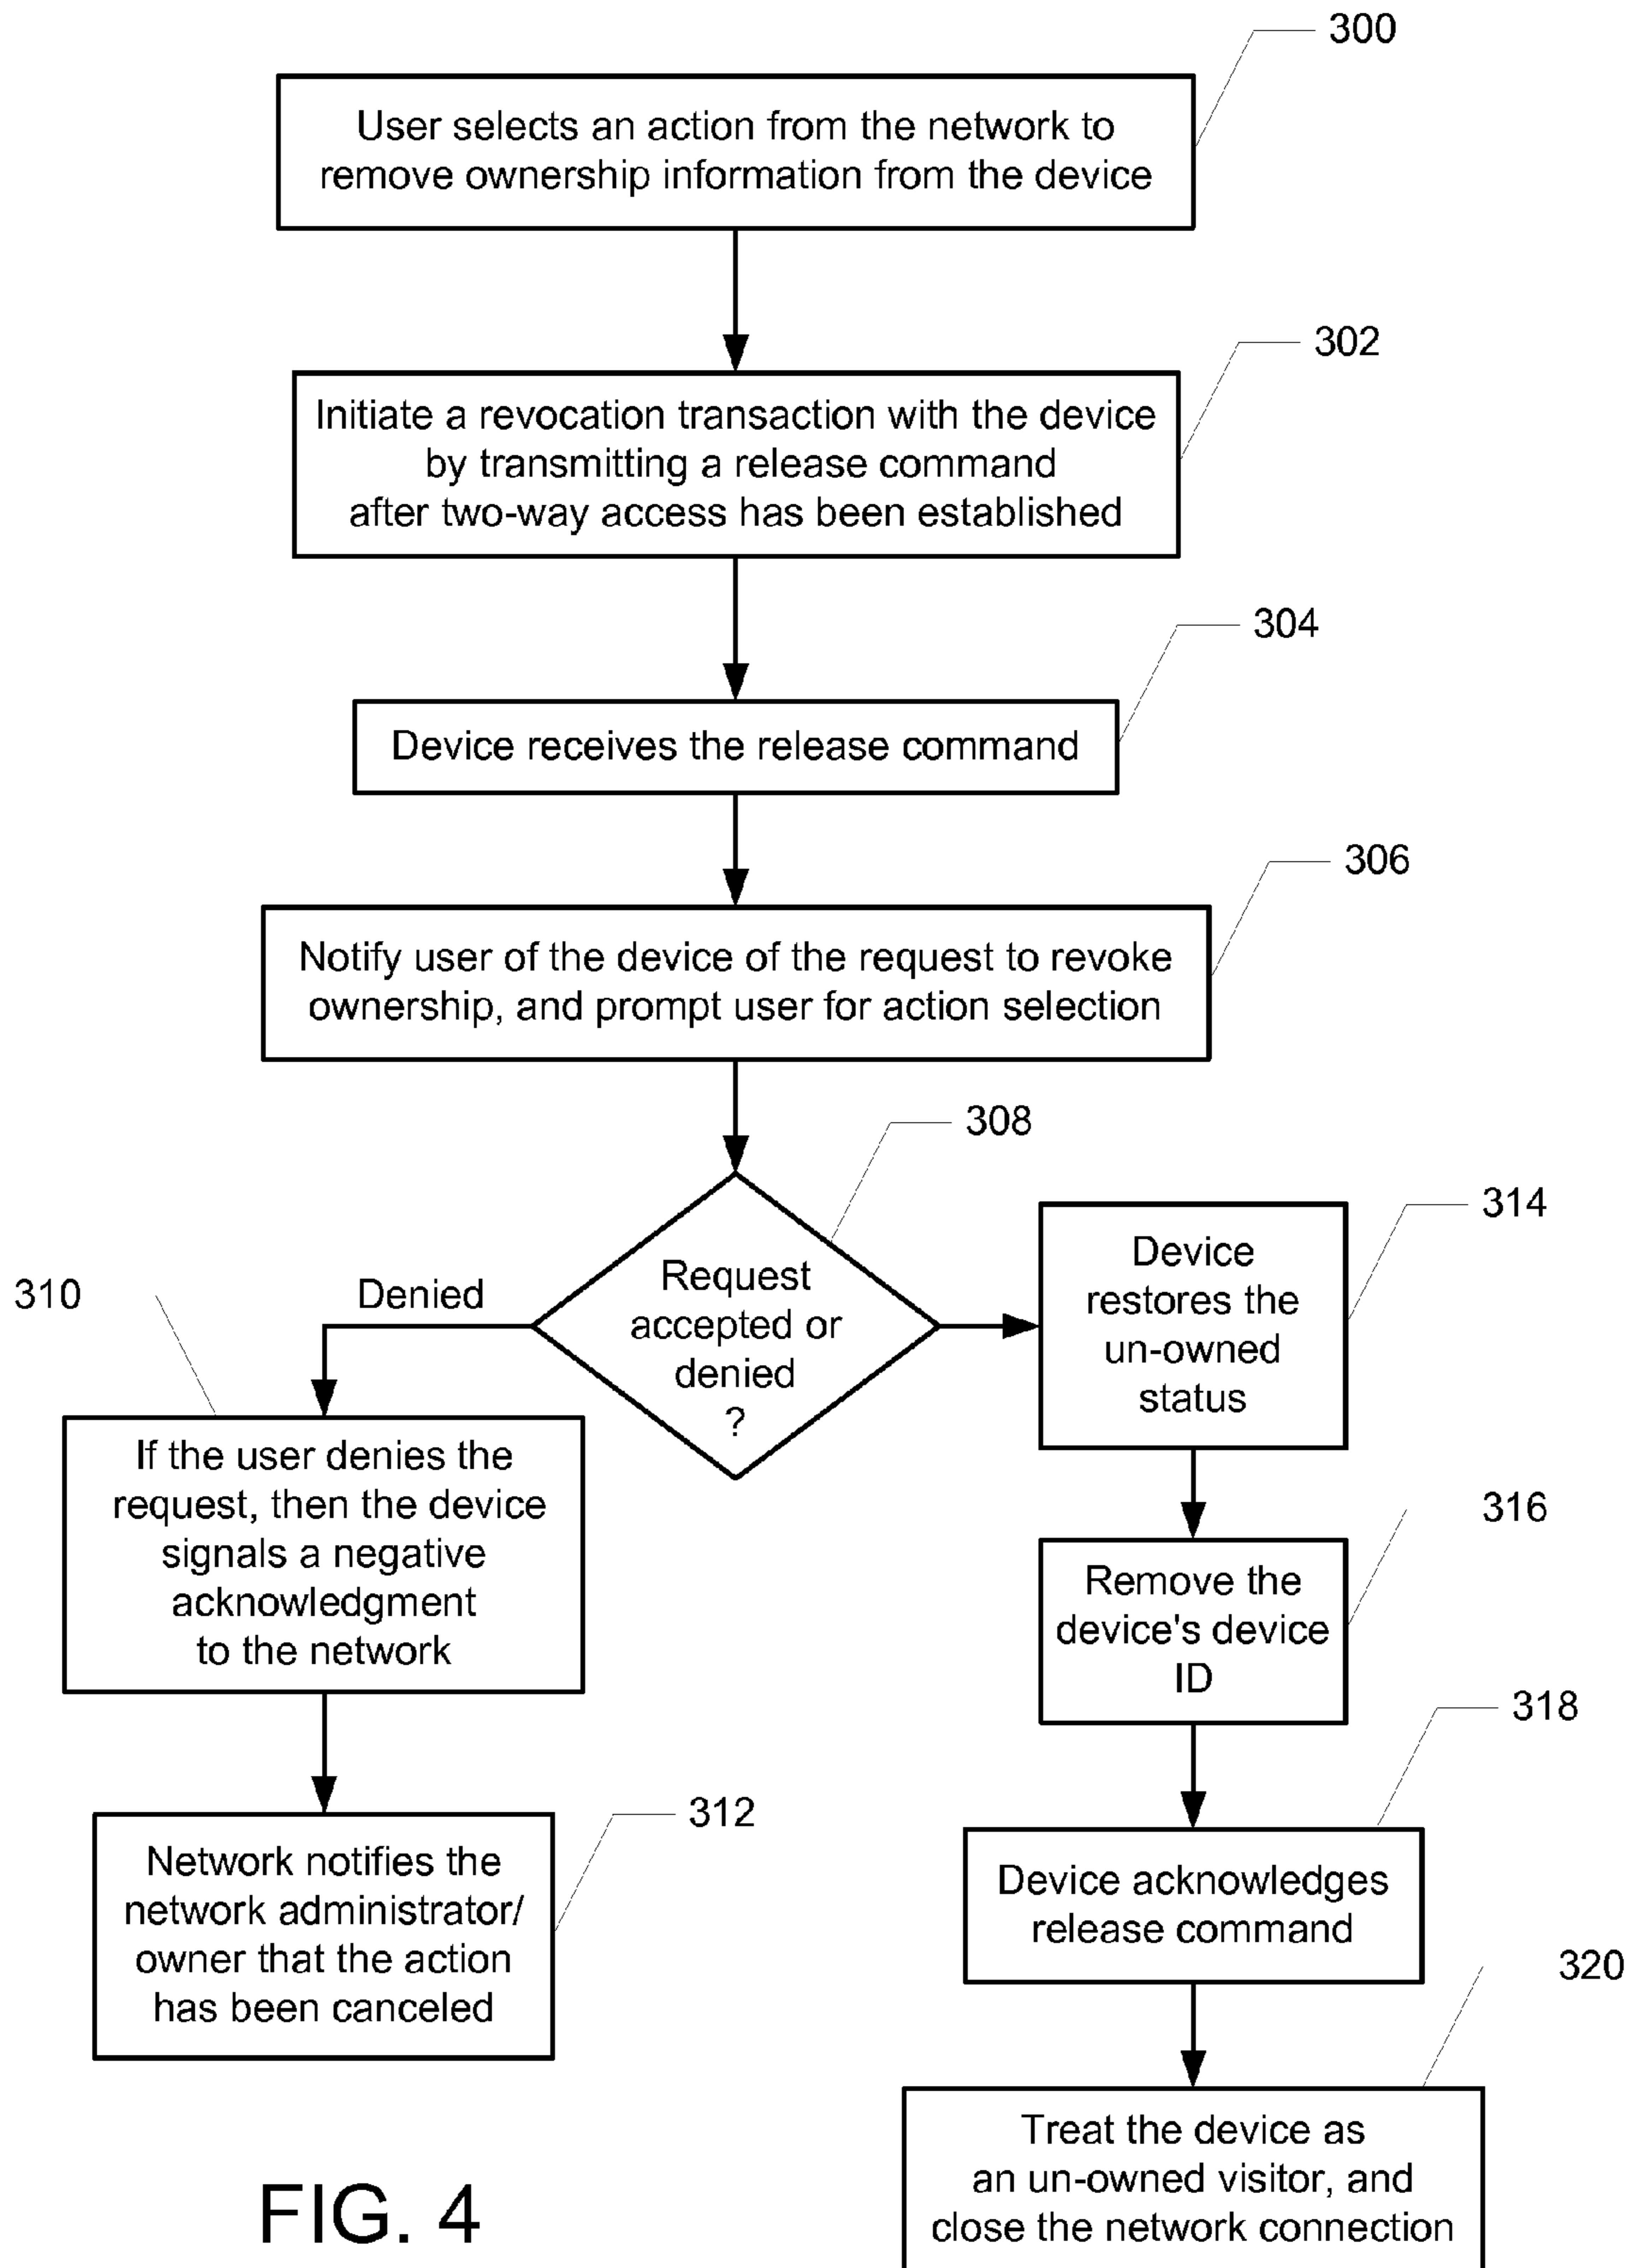 300
User selects an action from the network to
remove ownership information from the device
302
Initiate a revocation transaction with the device
by transmitting a release command
after two-way access has been established
304
Device receives the release command
306
Notify user of the device of the request to revoke
ownership, and prompt user for action selection
308
Request
accepted or
denied
?
310
Denied
If the user denies the
request, then the device
signals a negative
acknowledgment
to the network
312
Network notifies the
network administrator/
owner that the action
has been canceled
314
Device
restores the
un-owned
status
316
Remove the
device's device
ID
318
Device acknowledges
release command
320
Treat the device as
an un-owned visitor, and
close the network connection
FIG. 4